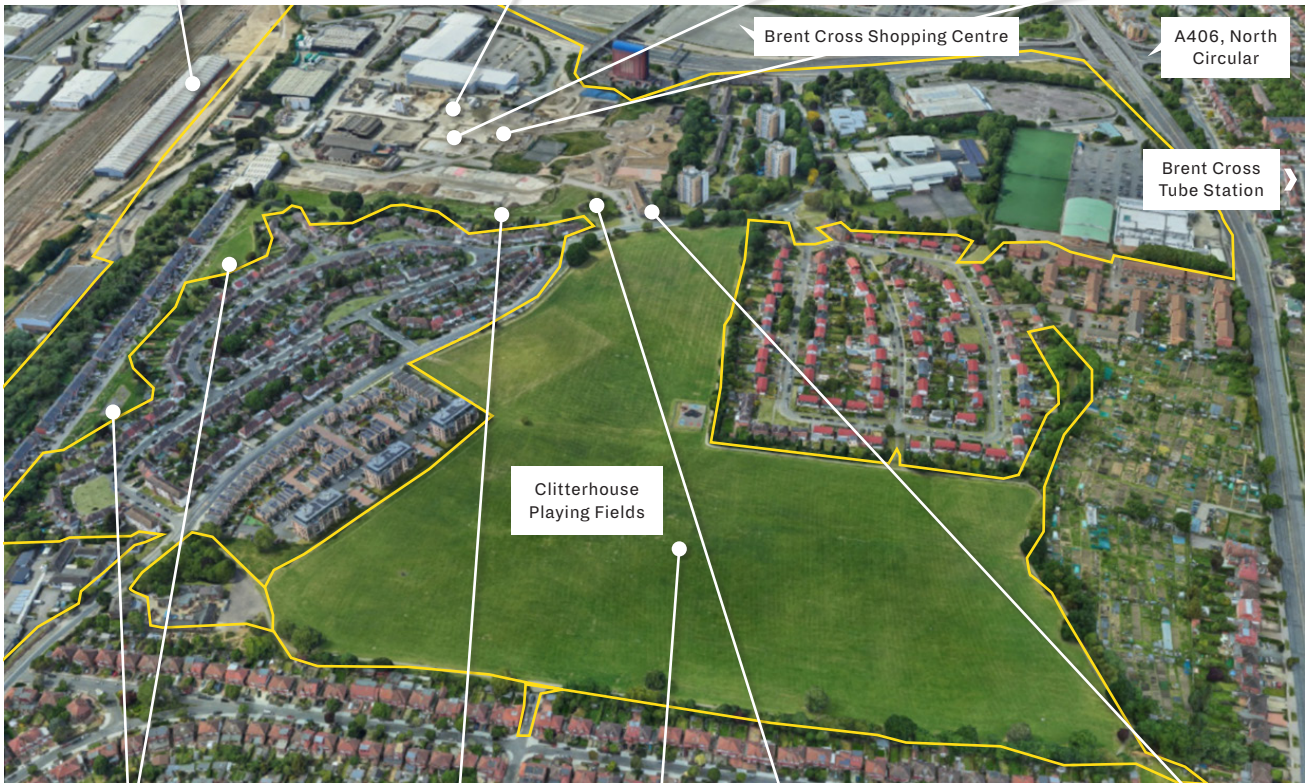 Brent Cross Shopping Centre
A406, North
Circular
Brent Cross
Tube Station
Clitterhouse
Playing Fields